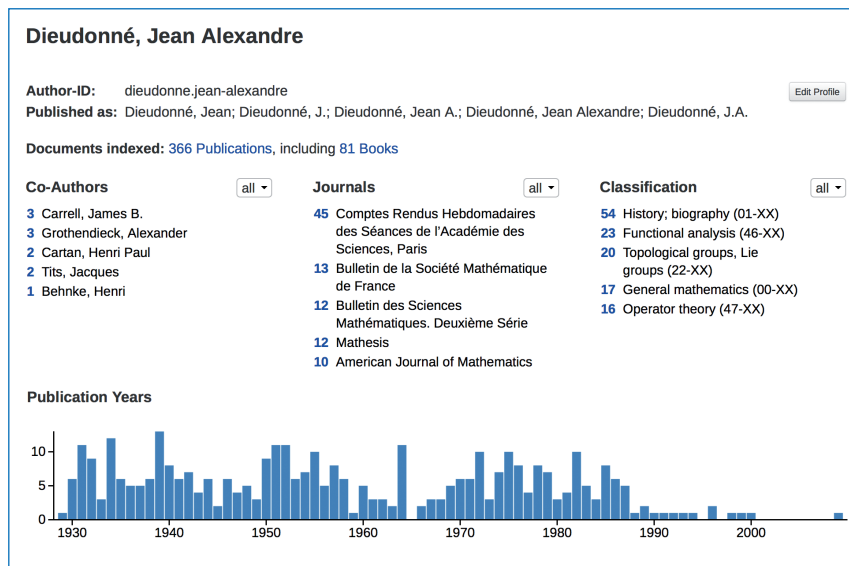 Dieudonné, Jean Alexandre
Author-ID: dieudonne.jean-alexandre
Edit Profile
Published as: Dieudonné, Jean; Dieudonné, J.; Dieudonné, Jean A.; Dieudonné, Jean Alexandre; Dieudonné, J.A.
Documents indexed: 366 Publications, including 81 Books
Co-Authors
all
3 Carrell, James B.
3 Grothendieck, Alexander
2 Cartan, Henri Paul
2 Tits, Jacques
1 Behnke, Henri
Journals
all
45 Comptes Rendus Hebdomadaires
des Séances de l'Académie des
Sciences, Paris
13 Bulletin de la Société Mathématique
de France
12 Bulletin des Sciences
Mathématiques. Deuxième Série
12 Mathesis
10 American Journal of Mathematics
Classification
all
54 History; biography (01-XX)
23 Functional analysis (46-XX)
20 Topological groups, Lie
groups (22-XX)
17 General mathematics (00-XX)
16 Operator theory (47-XX)
Publication Years
10
5
0
1930 1940 1950 1960 1970 1980 1990 2000